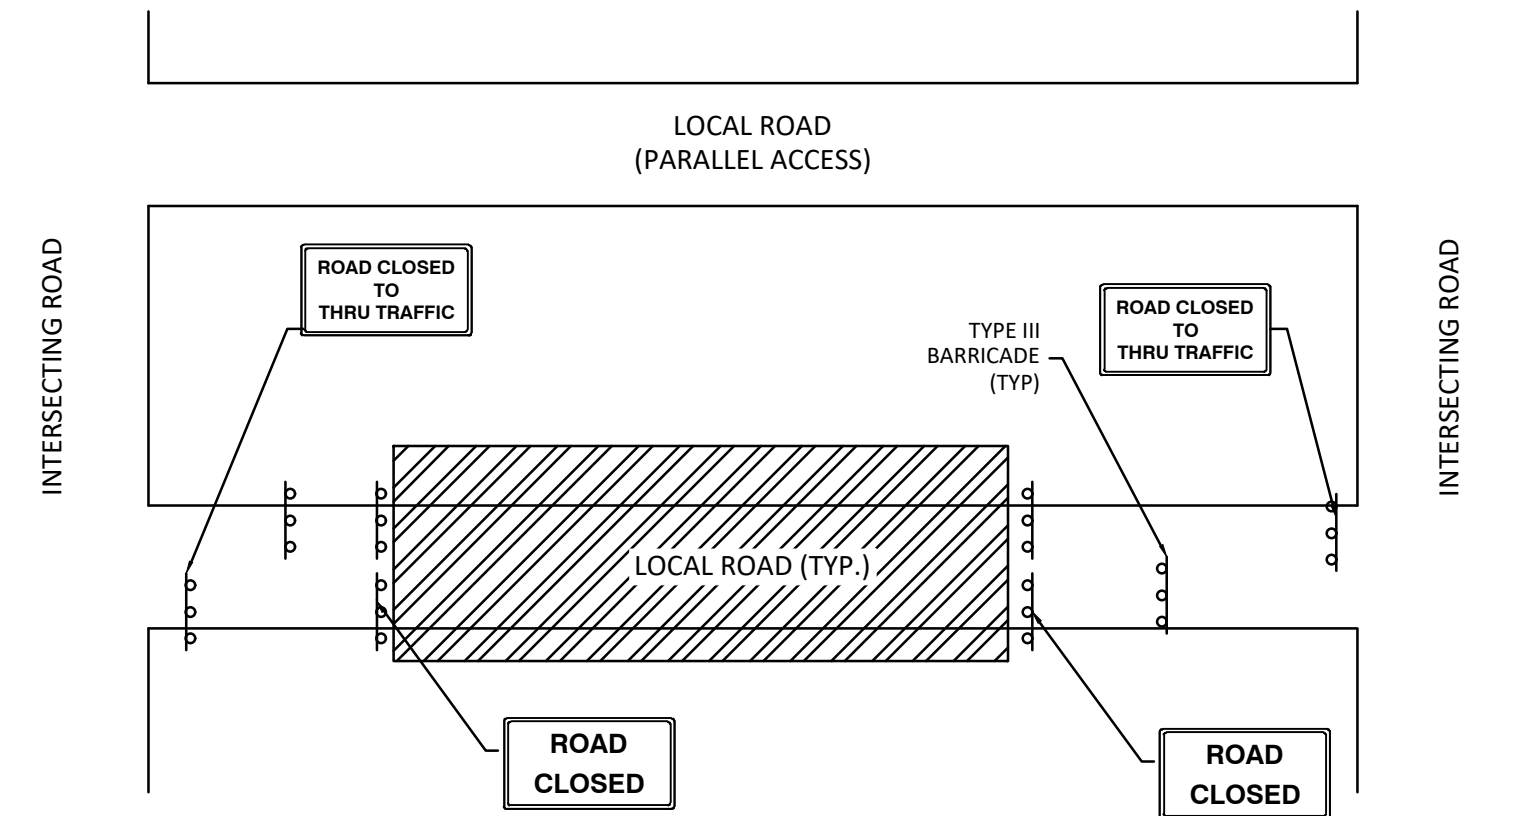 LOCAL ROAD
(PARALLEL ACCESS)
INTERSECTING ROAD
ROAD CLOSED
TO
THRU TRAFFIC
TYPE III
BARRICADE
(TYP)
ROAD CLOSED
TO
THRU TRAFFIC
INTERSECTING ROAD
LOCAL ROAD (TYP.)
ROAD
CLOSED
ROAD
CLOSED